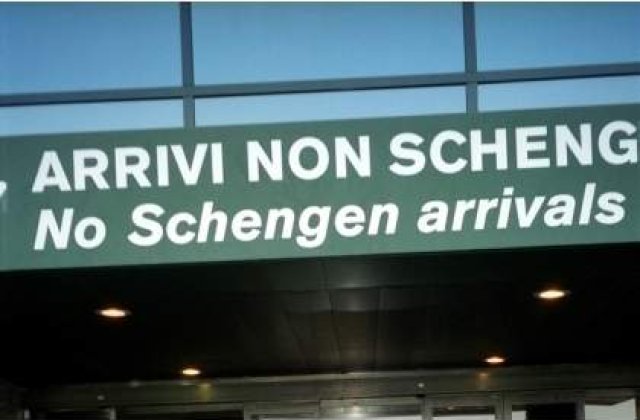 ARRIVI NON SCHENG
No Schengen arrivals